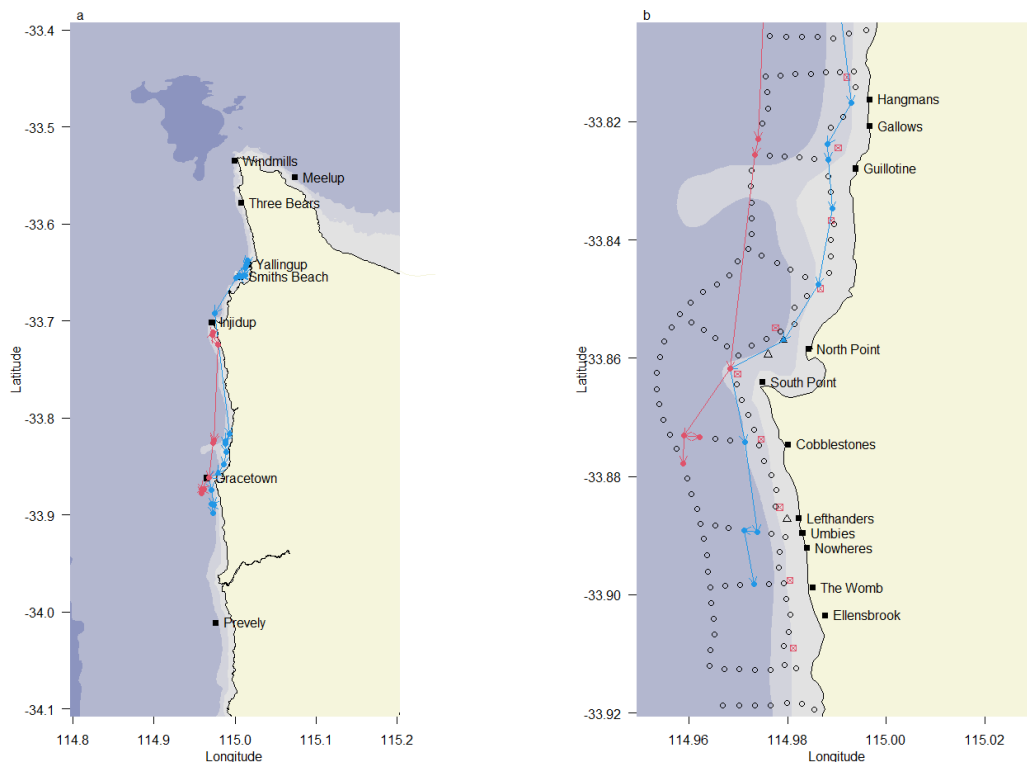 a
-33.4
-33.5
-33.6
-33.7
-33.8
-33.9
-34.0
-34.1
Latitude
Windmills
Meelup
Three Bears
Yallingup
Smiths Beach
Injidup
Gracetown
Prevely
114.8 114.9 115.0 115.1 115.2
Longitude
b
-33.82
-33.84
-33.86
-33.88
-33.90
-33.92
Latitude
Hangmans
Gallows
Guillotine
North Point
South Point
Cobblestones
Lefthanders
Umbies
Nowheres
The Womb
Ellensbrook
114.96 114.98 115.00 115.02
Longitude